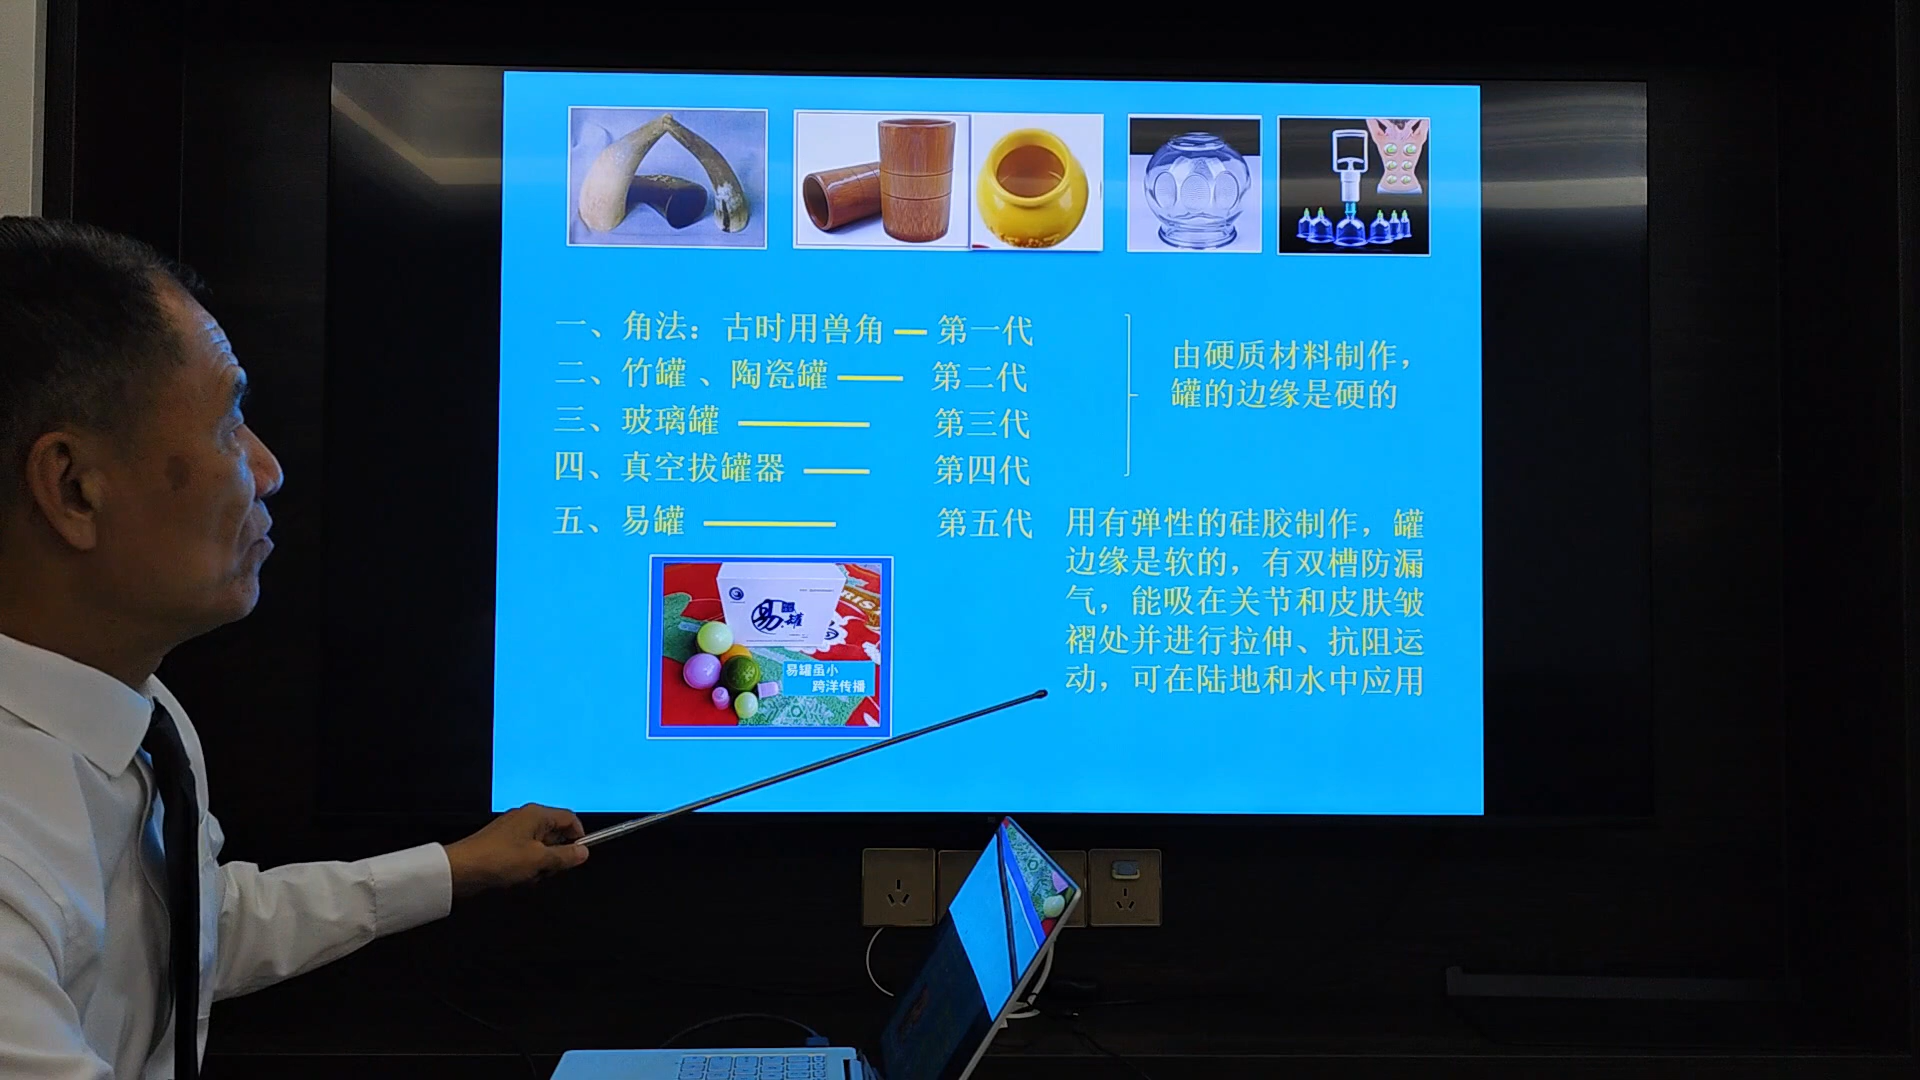 一、角法：古时用兽角 — 第一代
二、竹罐 、陶瓷罐 —— 第二代
三、玻璃罐 ———— 第三代
四、真空拔罐器 —— 第四代
由硬质材料制作，
罐的边缘是硬的
五、易罐 ———— 第五代
用有弹性的硅胶制作，罐
边缘是软的，有双槽防漏
气，能吸在关节和皮肤皱
褶处并进行拉伸、抗阻运
动，可在陆地和水中应用
易罐
易罐虽小
跨洋传播